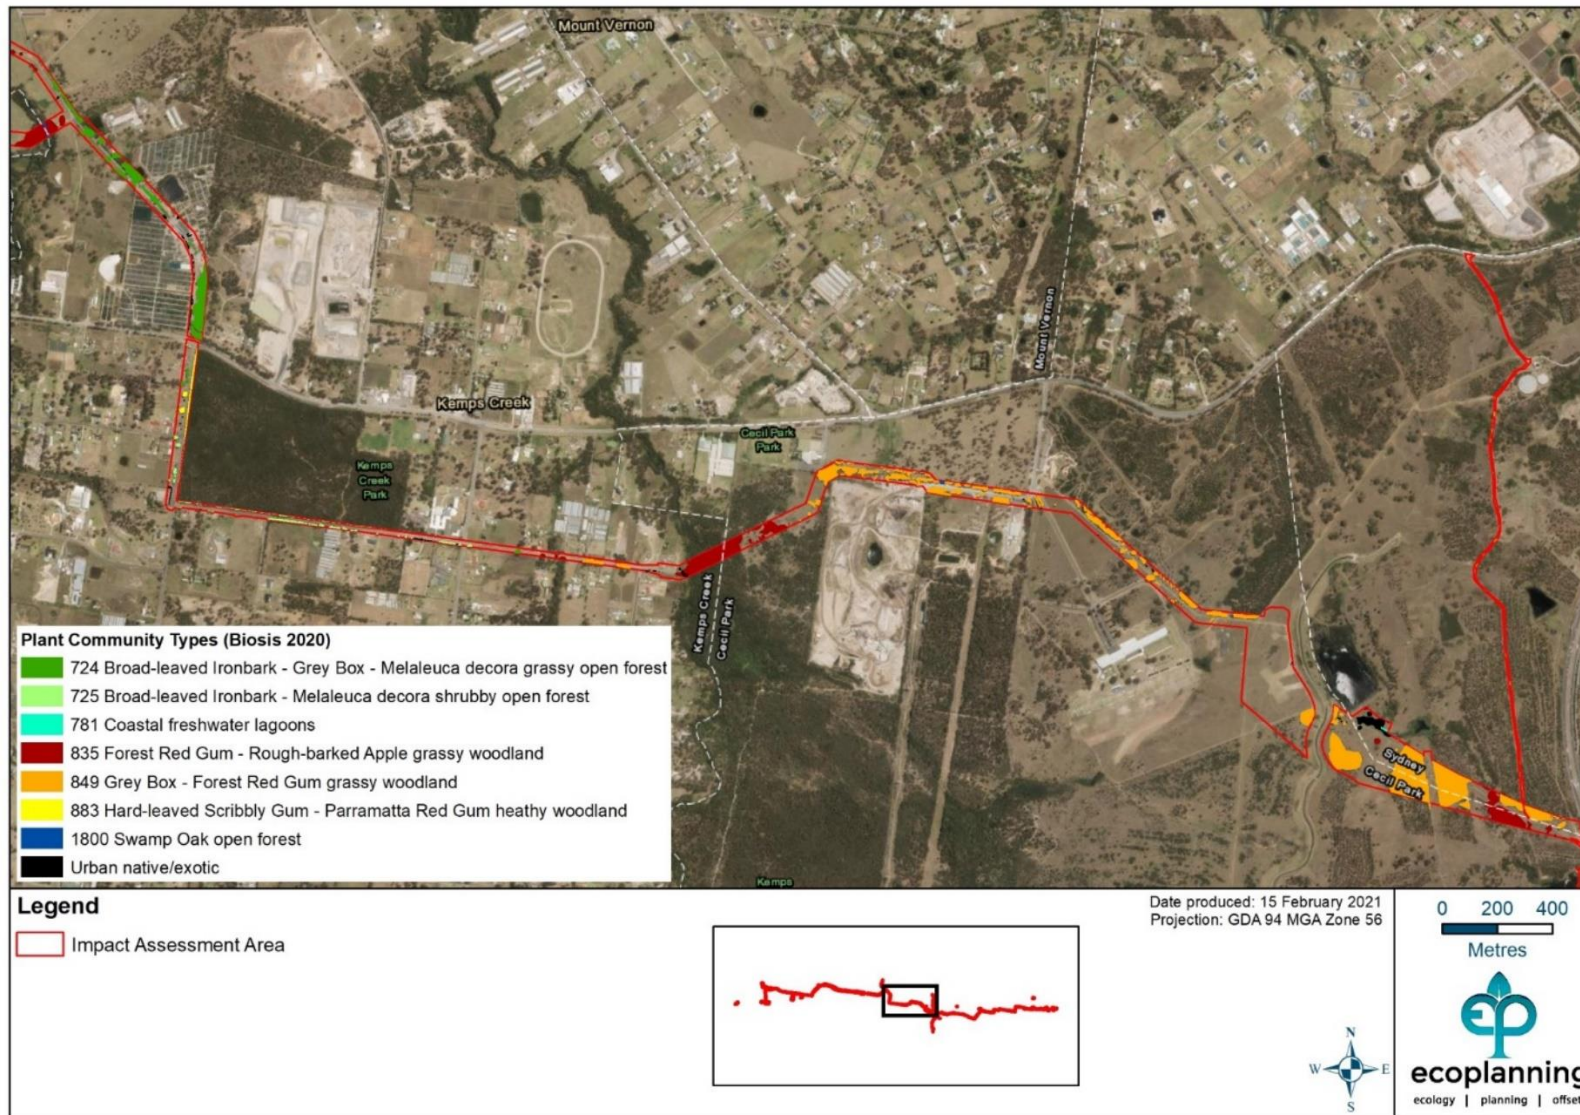 Mount Vernon
Mount Vernon
Kemps Creek
Cecil Park
Park
Kemps
Creek
Park
Kemps Creek
Cecil Park
Sydney
Cecil Park
Kemps
Plant Community Types (Biosis 2020)
724 Broad-leaved Ironbark - Grey Box - Melaleuca decora grassy open forest
725 Broad-leaved Ironbark - Melaleuca decora shrubby open forest
781 Coastal freshwater lagoons
835 Forest Red Gum - Rough-barked Apple grassy woodland
849 Grey Box - Forest Red Gum grassy woodland
883 Hard-leaved Scribbly Gum - Parramatta Red Gum heathy woodland
1800 Swamp Oak open forest
Urban native/exotic
Legend
Impact Assessment Area
Date produced: 15 February 2021
Projection: GDA 94 MGA Zone 56
0 200 400
Metres
N
W E
S
ep
ecoplanning
ecology | planning | offset